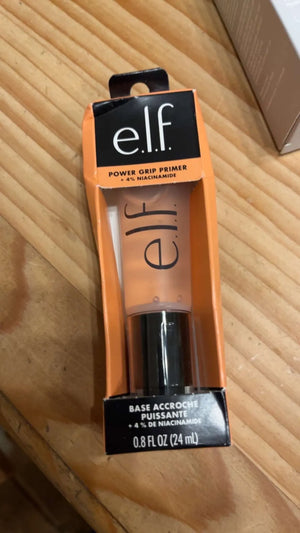 e.l.f.
POWER GRIP PRIMER
+ 4% NIACINAMIDE
e.l.f.
BASE ACCROCHE
PUISSANTE
+ 4 % DE NIACINAMIDE
0.8 FL OZ (24 mL)